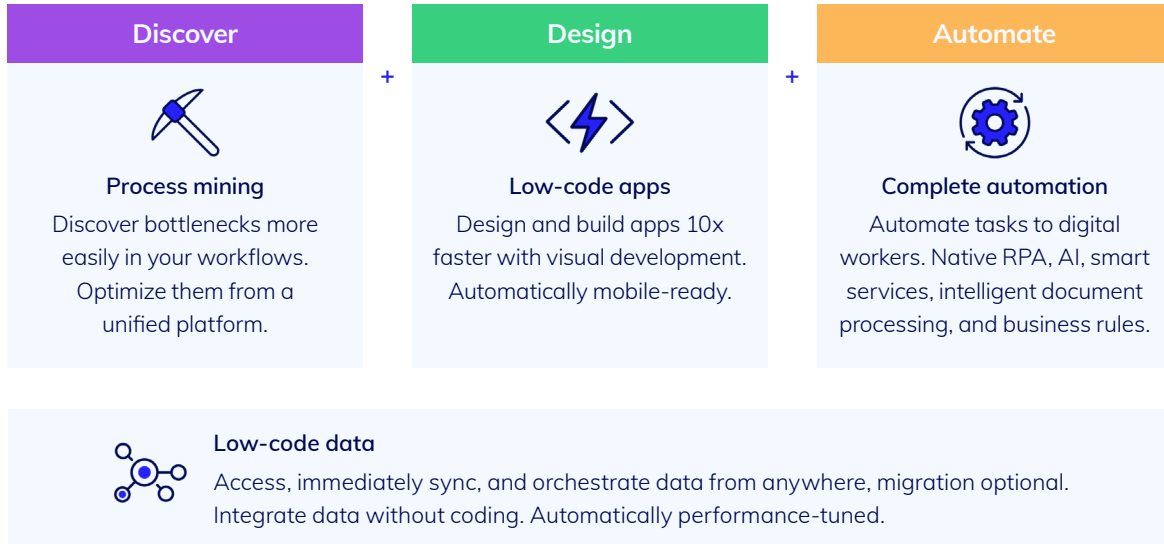 Discover
+
Design
+
Automate
Process mining
Discover bottlenecks more
easily in your workflows.
Optimize them from a
unified platform.
Low-code apps
Design and build apps 10x
faster with visual development.
Automatically mobile-ready.
Complete automation
Automate tasks to digital
workers. Native RPA, AI, smart
services, intelligent document
processing, and business rules.
Low-code data
Access, immediately sync, and orchestrate data from anywhere, migration optional.
Integrate data without coding. Automatically performance-tuned.